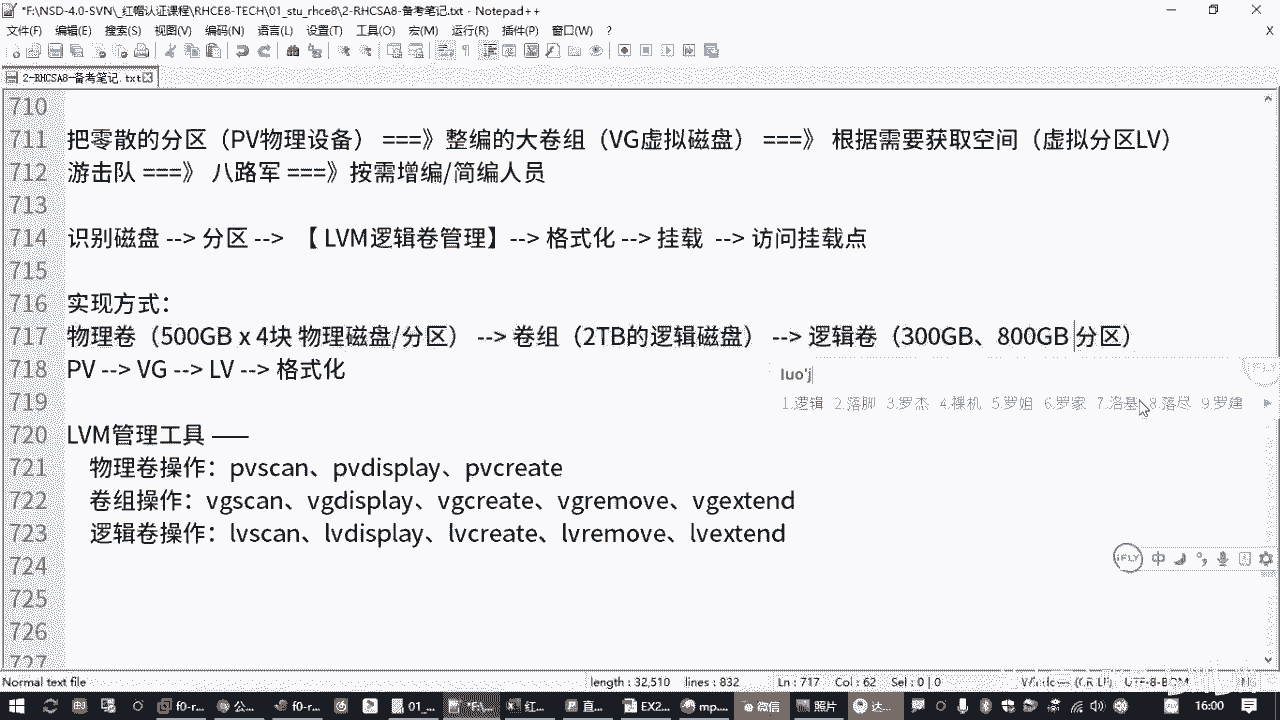 *F:\NSD-4.0-SVN\_红帽认证课程\RHCE8-TECH\01_stu_rhce8\2-RHCSA8-备考笔记.txt - Notepad++
文件(F) 编辑(E) 搜索(S) 视图(V) 编码(N) 语言(L) 设置(T) 工具(O) 宏(M) 运行(R) 插件(P) 窗口(W) ? X
2-RHCSA8-备考笔记.txt
710
711 把零散的分区（PV物理设备） ===》整编的大卷组（VG虚拟磁盘） ===》 根据需要获取空间（虚拟分区LV）
712 游击队 ===》 八路军 ===》按需增编/简编人员
713
714 识别磁盘 --> 分区 --> 【 LVM逻辑卷管理】--> 格式化 --> 挂载 --> 访问挂载点
715
716 实现方式：
717 物理卷（500GB x 4块 物理磁盘/分区） --> 卷组（2TB的逻辑磁盘） --> 逻辑卷（300GB、800GB 分区）
718 PV --> VG --> LV --> 格式化
luo'j
1.逻辑 2.落脚 3.罗杰 4.裸机 5.罗姐 6.罗家 7.洛基 8.落尽 9.罗建
719
720 LVM管理工具 ——
721 物理卷操作：pvscan、pvdisplay、pvcreate
722 卷组操作：vgscan、vgdisplay、vgcreate、vgremove、vgextend
723 逻辑卷操作：lvscan、lvdisplay、lvcreate、lvremove、lvextend
iFLY 中
724
725
726
727
Normal text file length : 32,510 lines : 832 Ln : 717 Col : 62 Sel : 0 | 0 Windows (CR LF) UTF-8-BOM
f0-r... 公... f0-r... 01_... 红... 直... EX2... mp... 微信 照片 达... 16:00